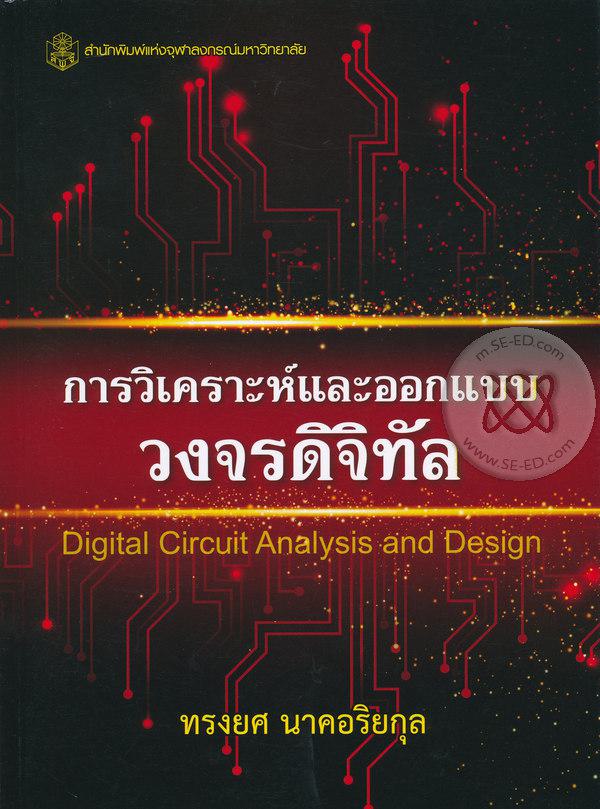 สำนักพิมพ์แห่งจุฬาลงกรณ์มหาวิทยาลัย
สพจ
m.SE-ED.com
การวิเคราะห์และออกแบบ
วงจรดิจิทัล
www.SE-ED.com
Digital Circuit Analysis and Design
ทรงยศ นาคอริยกุล